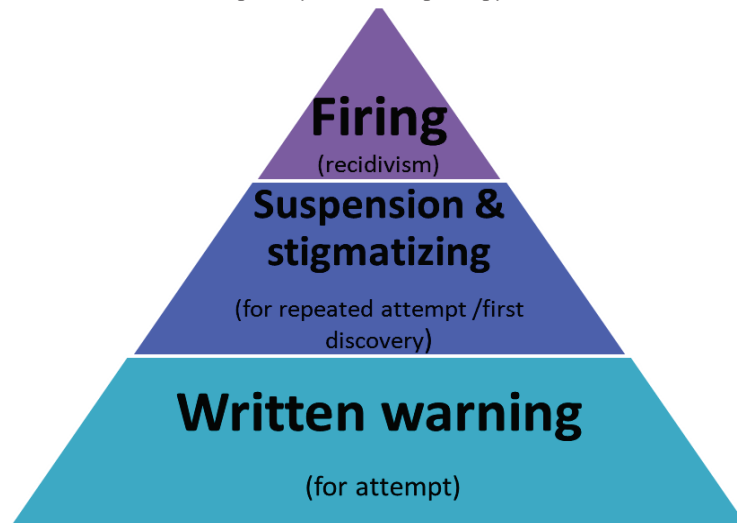 Firing
(recidivism)
Suspension &
stigmatizing
(for repeated attempt /first
discovery)
Written warning
(for attempt)